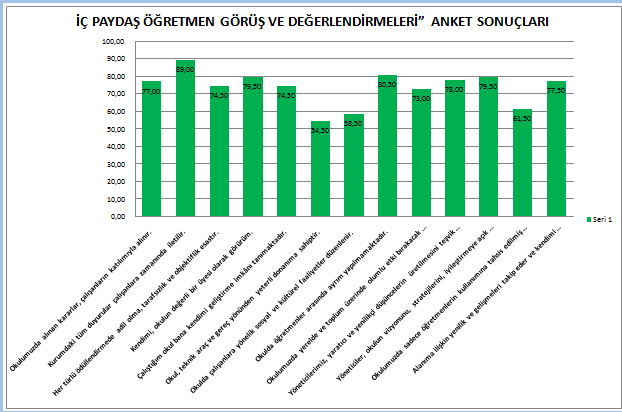 İÇ PAYDAŞ ÖĞRETMEN GÖRÜŞ VE DEĞERLENDİRMELERİ” ANKET SONUÇLARI
100,00
90,00
80,00
70,00
60,00
50,00
40,00
30,00
20,00
10,00
0,00
77,00
89,00
74,50
79,50
74,50
54,50
58,50
80,50
73,00
78,00
79,50
61,50
77,50
Seri 1
Okulumuzda alınan kararlar, çalışanların katılımıyla alınır.
Kurumdaki tüm duyurular çalışanlara zamanında iletilir.
Her türlü ödüllendirmede adil olma, tarafsızlık ve objektiflik esastır.
Kendimi, okulun değerli bir üyesi olarak görürüm.
Çalıştığım okul bana kendimi geliştirme imkânı tanımaktadır.
Okul, teknik araç ve gereç yönünden yeterli donanıma sahiptir.
Okulda çalışanlara yönelik sosyal ve kültürel faaliyetler düzenlenir.
Okulda öğretmenler arasında ayrım yapılmamaktadır.
Okulumuzda yerelde ve toplum üzerinde olumlu etki bırakacak ...
Yöneticilerimiz, yaratıcı ve yenilikçi düşüncelerin üretilmesini teşvik ...
Yöneticiler, okulun vizyonunu, stratejilerini, iyileştirmeye açık ...
Okulumuzda sadece öğretmenlerin kullanımına tahsis edilmiş ...
Alanıma ilişkin yenilik ve gelişmeleri takip eder ve kendimi ...